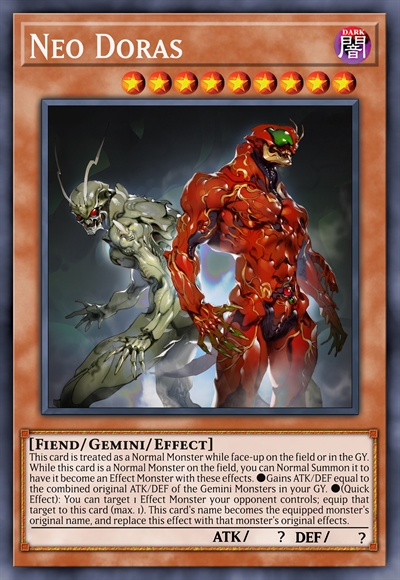 Neo Doras
DARK
闇
[Fiend/Gemini/Effect]
This card is treated as a Normal Monster while face-up on the field or in the GY.
While this card is a Normal Monster on the field, you can Normal Summon it to
have it become an Effect Monster with these effects. ●Gains ATK/DEF equal to
the combined original ATK/DEF of the Gemini Monsters in your GY. ●(Quick
Effect): You can target 1 Effect Monster your opponent controls; equip that
target to this card (max. 1). This card's name becomes the equipped monster's
original name, and replace this effect with that monster's original effects.
ATK/ ? DEF/ ?